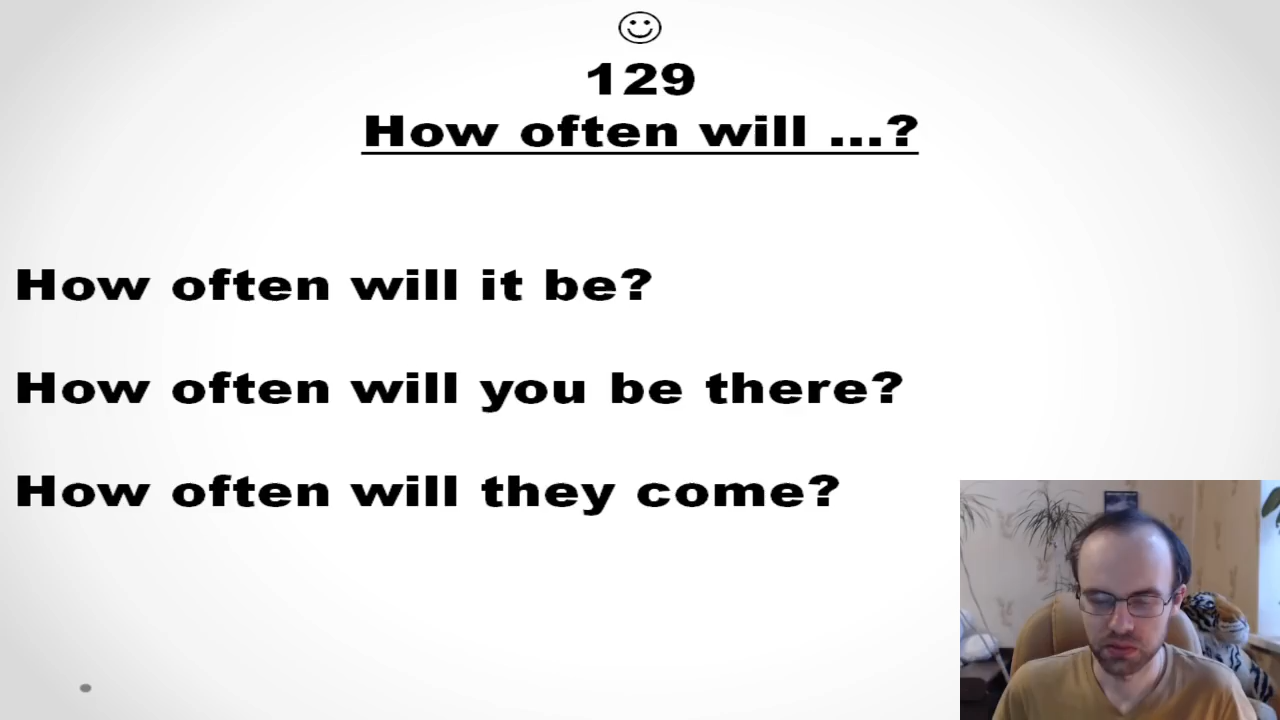 129
How often will ...?
How often will it be?
How often will you be there?
How often will they come?